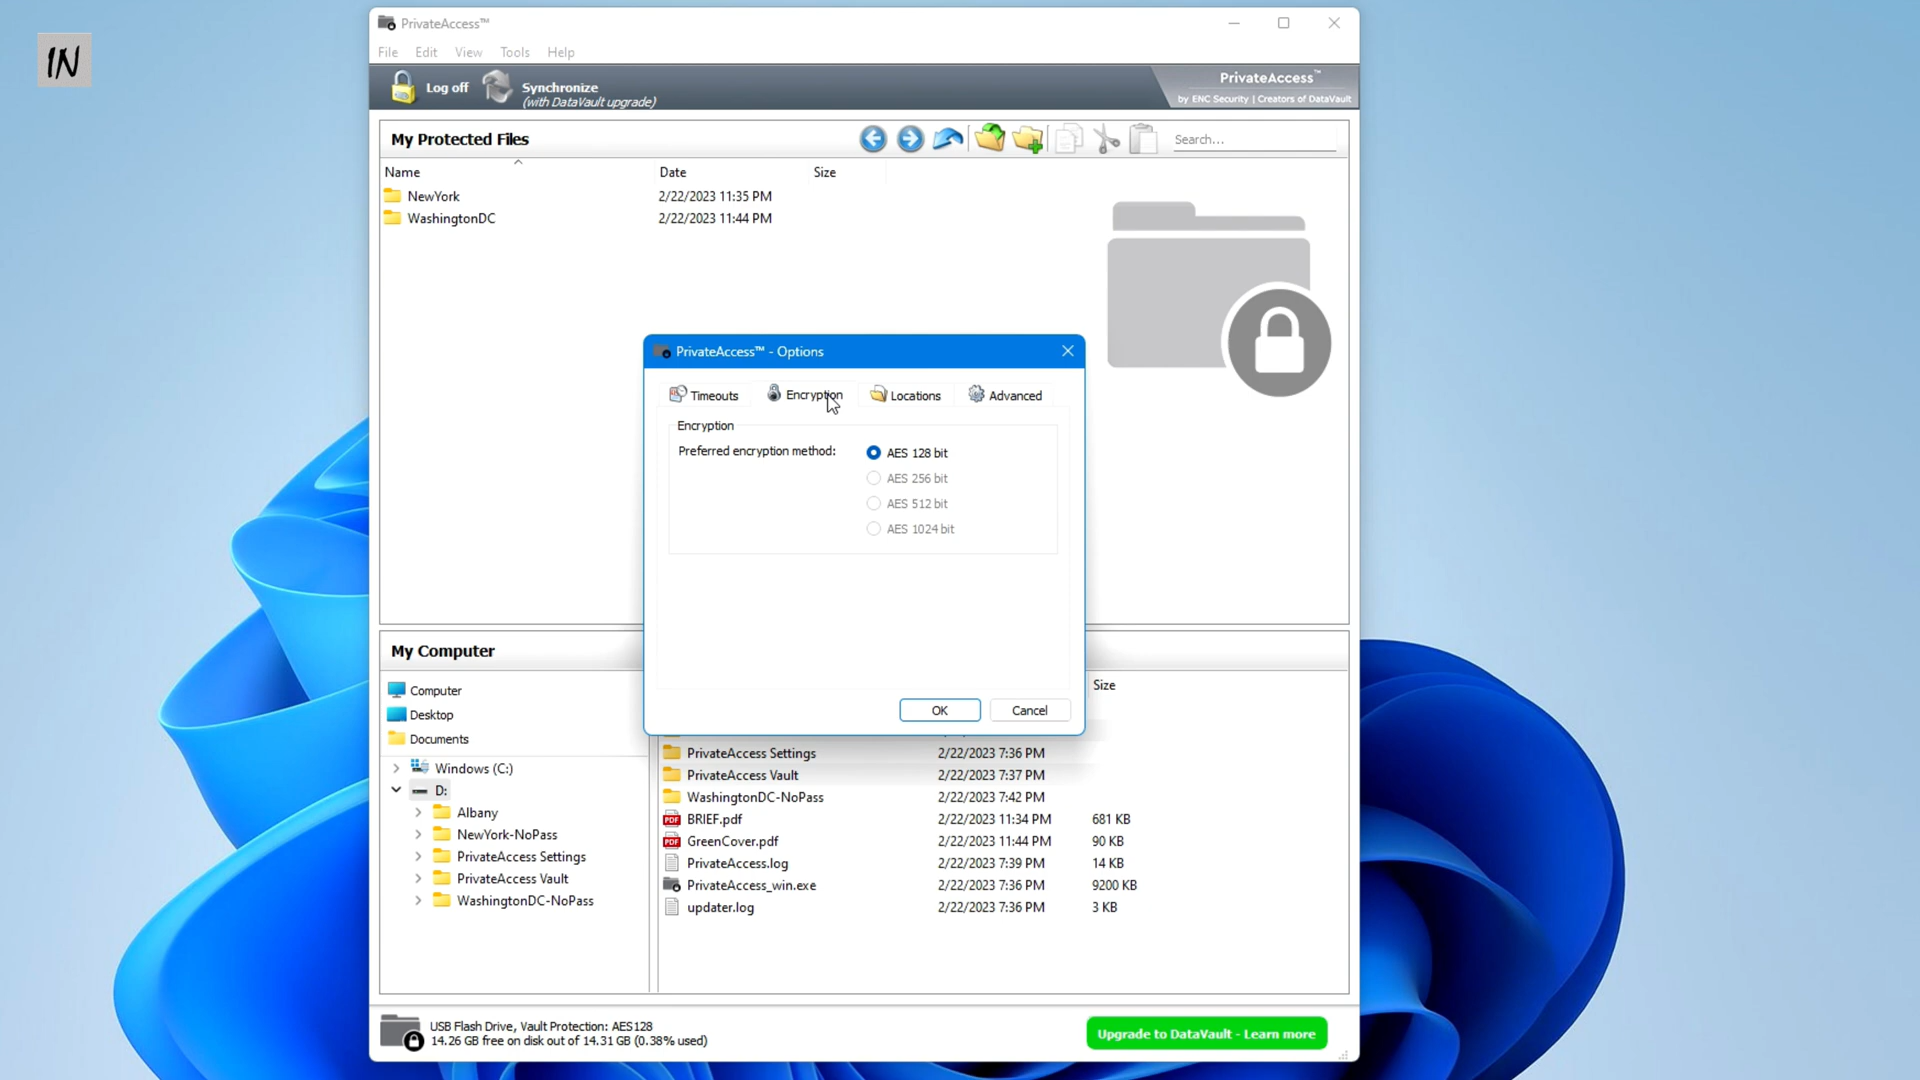 IN
PrivateAccess™
File Edit View Tools Help
Log off
Synchronize
(with DataVault upgrade)
PrivateAccess™
by ENC Security | Creators of DataVault
My Protected Files
Search...
Name Date Size
NewYork 2/22/2023 11:35 PM
WashingtonDC 2/22/2023 11:44 PM
PrivateAccess™ - Options
Timeouts Encryption Locations Advanced
Encryption
Preferred encryption method: AES 128 bit
AES 256 bit
AES 512 bit
AES 1024 bit
OK Cancel
My Computer
Computer
Desktop
Documents
Windows (C:)
D:
Albany
NewYork-NoPass
PrivateAccess Settings
PrivateAccess Vault
WashingtonDC-NoPass
Size
PrivateAccess Settings 2/22/2023 7:36 PM
PrivateAccess Vault 2/22/2023 7:37 PM
WashingtonDC-NoPass 2/22/2023 7:42 PM
BRIEF.pdf 2/22/2023 11:34 PM 681 KB
GreenCover.pdf 2/22/2023 11:44 PM 90 KB
PrivateAccess.log 2/22/2023 7:39 PM 14 KB
PrivateAccess_win.exe 2/22/2023 7:36 PM 9200 KB
updater.log 2/22/2023 7:36 PM 3 KB
USB Flash Drive, Vault Protection: AES128
14.26 GB free on disk out of 14.31 GB (0.38% used)
Upgrade to DataVault - Learn more